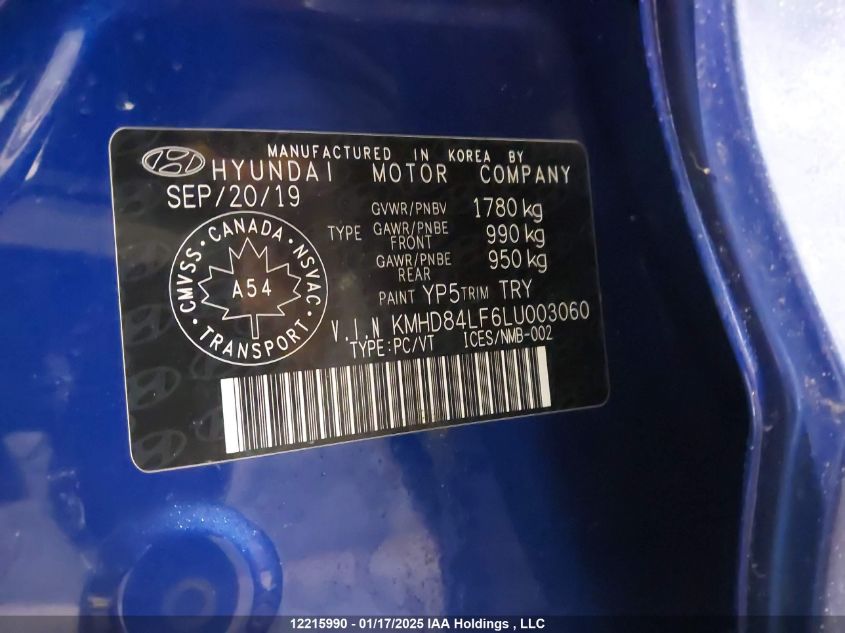 MANUFACTURED IN KOREA BY
HYUNDAI MOTOR COMPANY
SEP/20/19
GVWR/PNBV 1780 kg
TYPE GAWR/PNBE FRONT 990 kg
GAWR/PNBE REAR 950 kg
CMVSS · CANADA · NSVAC · TRANSPORT ·
A54
PAINT YP5 TRIM TRY
V.I.N KMHD84LF6LU003060
TYPE:PC/VT ICES/NMB-002
12215990 - 01/17/2025 IAA Holdings , LLC